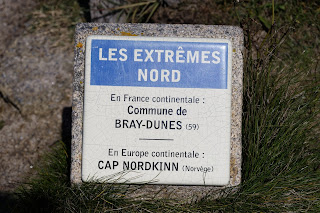 LES EXTRÊMES
NORD
En France continentale :
Commune de
BRAY-DUNES (59)
En Europe continentale :
CAP NORDKINN (Norvège)